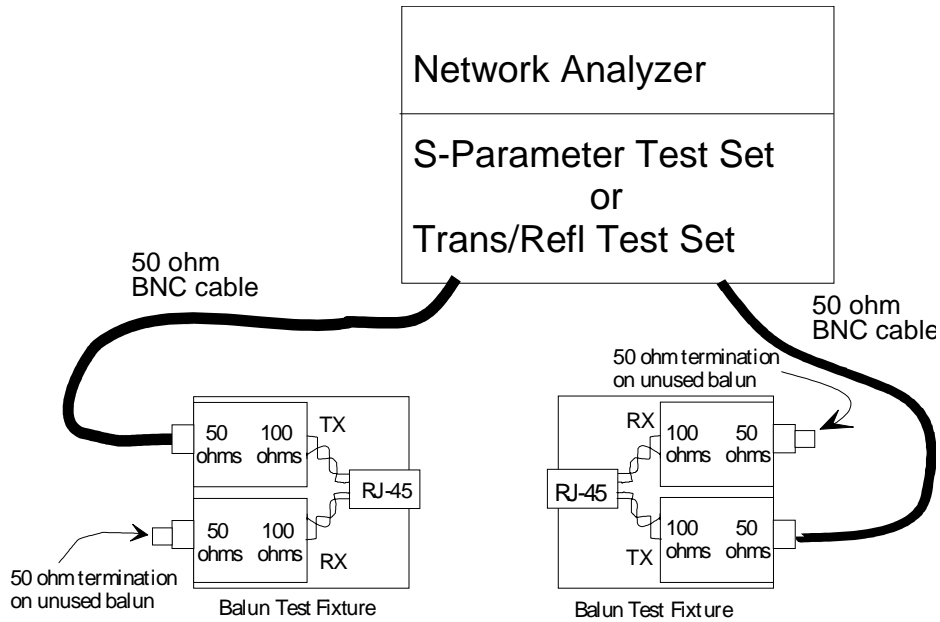 Network Analyzer
S-Parameter Test Set
or
Trans/Refl Test Set
50 ohm
BNC cable
50 ohm
BNC cable
50 ohm termination
on unused balun
TX
50
ohms
100
ohms
RJ-45
50
ohms
100
ohms
RX
50 ohm termination
on unused balun
Balun Test Fixture
RX
100
ohms
50
ohms
RJ-45
100
ohms
50
ohms
TX
Balun Test Fixture